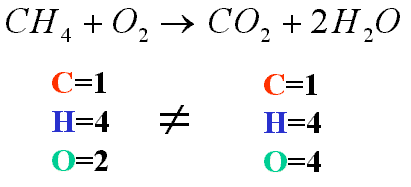 CH₄ + O₂ → CO₂ + 2H₂O
C=1 C=1
H=4 ≠ H=4
O=2 O=4